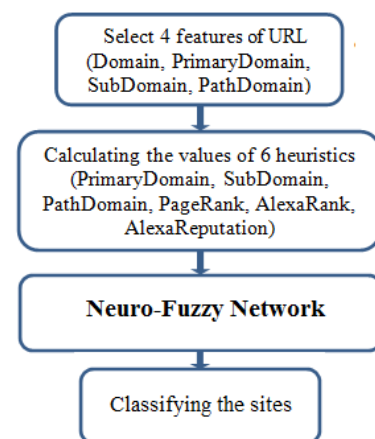 Select 4 features of URL
(Domain, PrimaryDomain,
SubDomain, PathDomain)
Calculating the values of 6 heuristics
(PrimaryDomain, SubDomain,
PathDomain, PageRank, AlexaRank,
AlexaReputation)
Neuro-Fuzzy Network
Classifying the sites